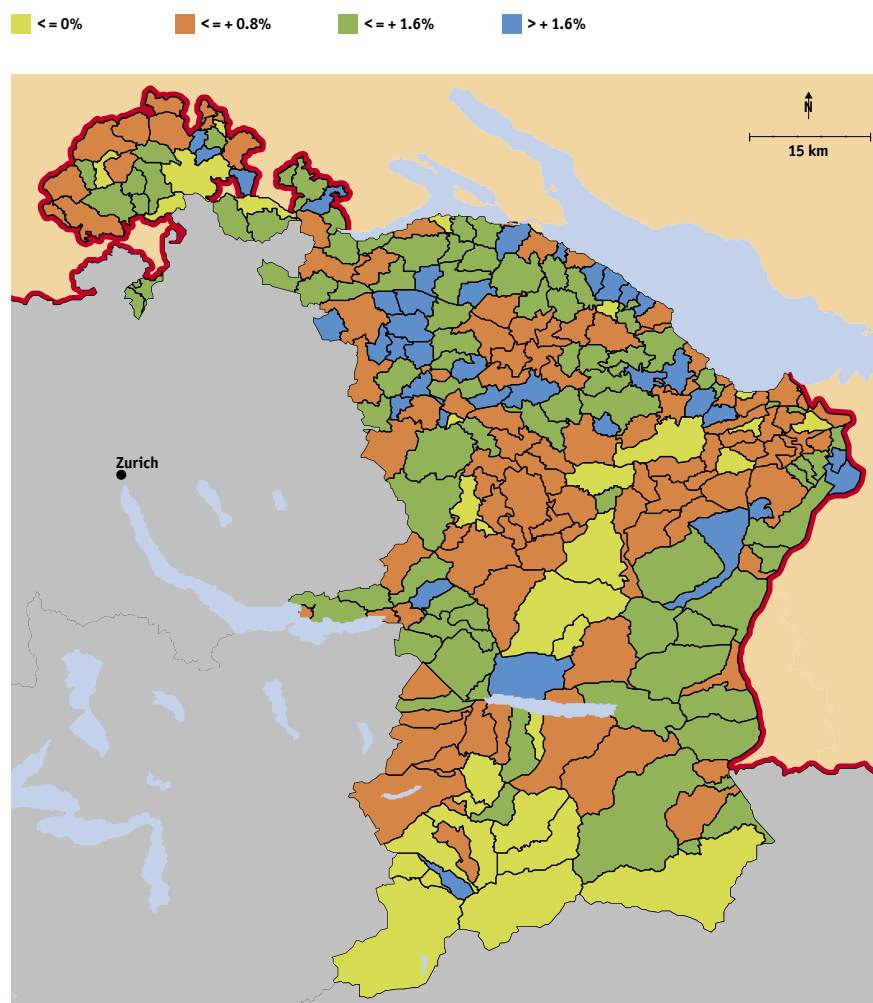 < = 0% < = + 0.8% < = + 1.6% > + 1.6%
N
15 km
Zurich